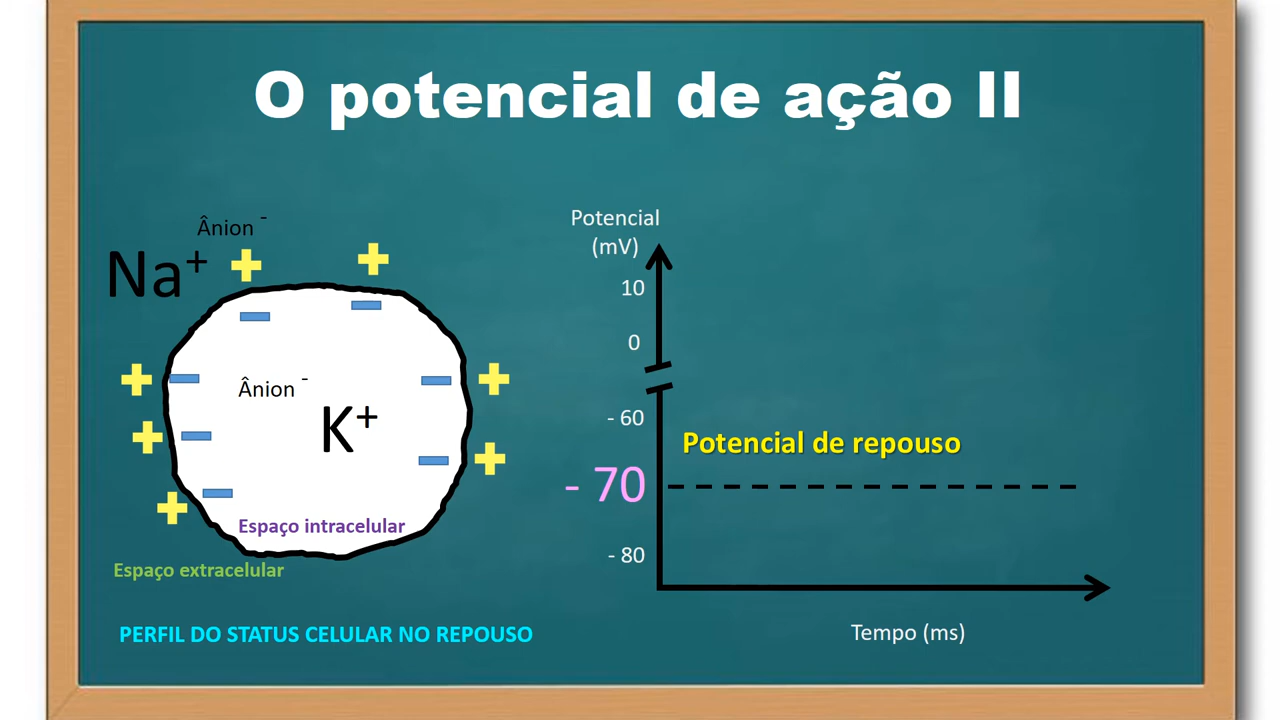 O potencial de ação II
Ânion -
Na+
Ânion -
K+
Espaço intracelular
Espaço extracelular
PERFIL DO STATUS CELULAR NO REPOUSO
Potencial
(mV)
10
0
- 60
Potencial de repouso
- 70
- 80
Tempo (ms)